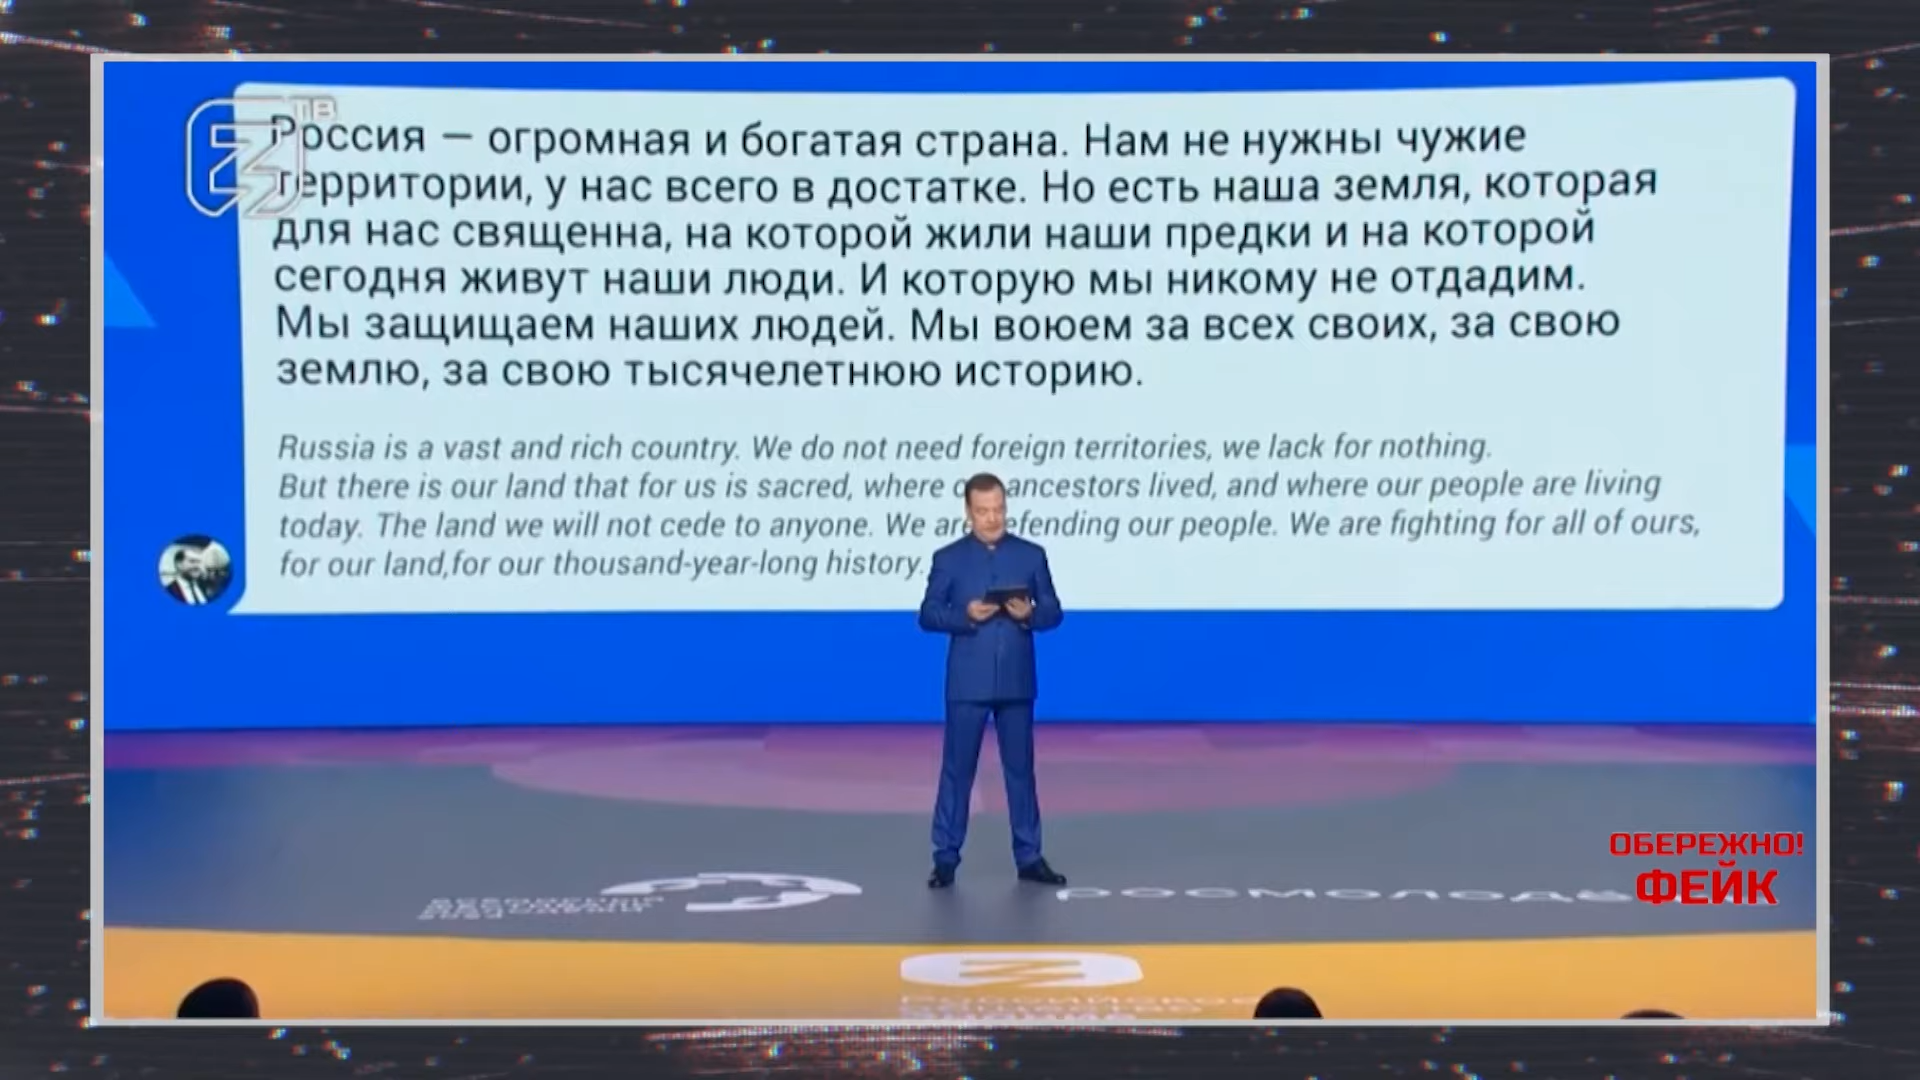 ТВ
Россия — огромная и богатая страна. Нам не нужны чужие
территории, у нас всего в достатке. Но есть наша земля, которая
для нас священна, на которой жили наши предки и на которой
сегодня живут наши люди. И которую мы никому не отдадим.
Мы защищаем наших людей. Мы воюем за всех своих, за свою
землю, за свою тысячелетнюю историю.
Russia is a vast and rich country. We do not need foreign territories, we lack for nothing.
But there is our land that for us is sacred, where ancestors lived, and where our people are living
today. The land we will not cede to anyone. We are efending our people. We are fighting for all of ours,
for our land,for our thousand-year-long history.
ОБЕРЕЖНО!
ФЕЙК